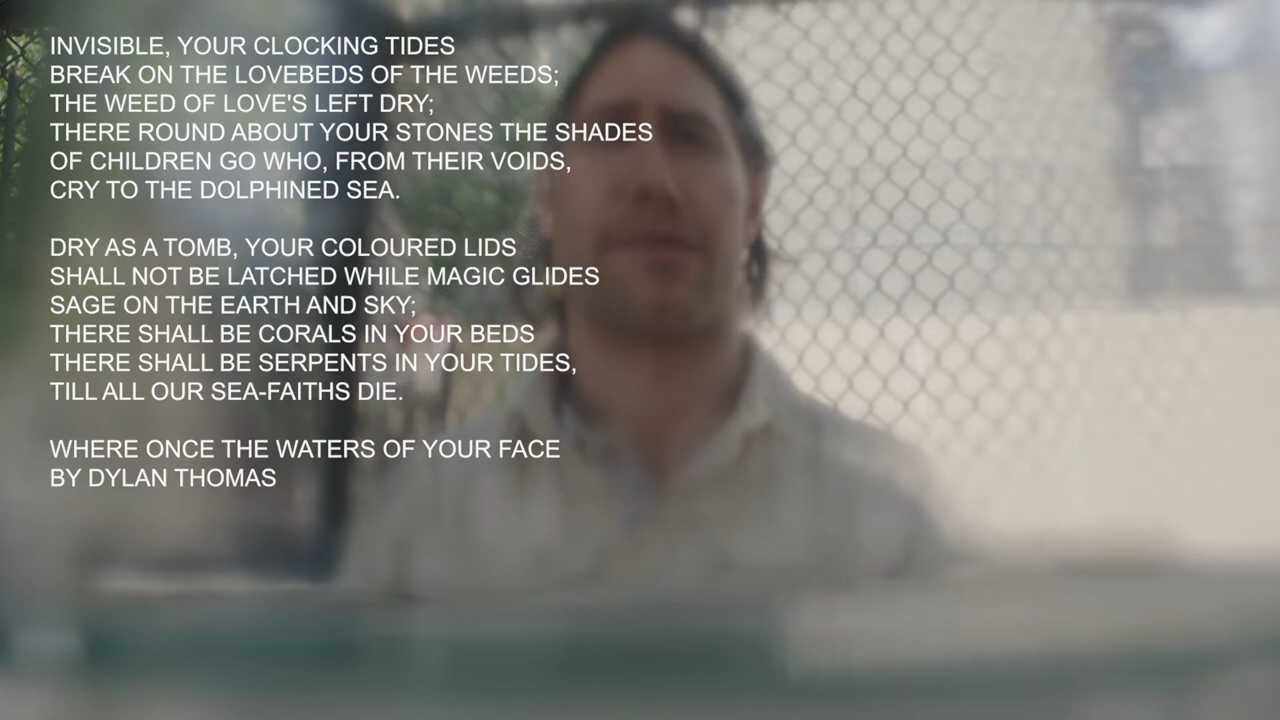 INVISIBLE, YOUR CLOCKING TIDES
BREAK ON THE LOVEBEDS OF THE WEEDS;
THE WEED OF LOVE'S LEFT DRY;
THERE ROUND ABOUT YOUR STONES THE SHADES
OF CHILDREN GO WHO, FROM THEIR VOIDS,
CRY TO THE DOLPHINED SEA.
DRY AS A TOMB, YOUR COLOURED LIDS
SHALL NOT BE LATCHED WHILE MAGIC GLIDES
SAGE ON THE EARTH AND SKY;
THERE SHALL BE CORALS IN YOUR BEDS
THERE SHALL BE SERPENTS IN YOUR TIDES,
TILL ALL OUR SEA-FAITHS DIE.
WHERE ONCE THE WATERS OF YOUR FACE
BY DYLAN THOMAS